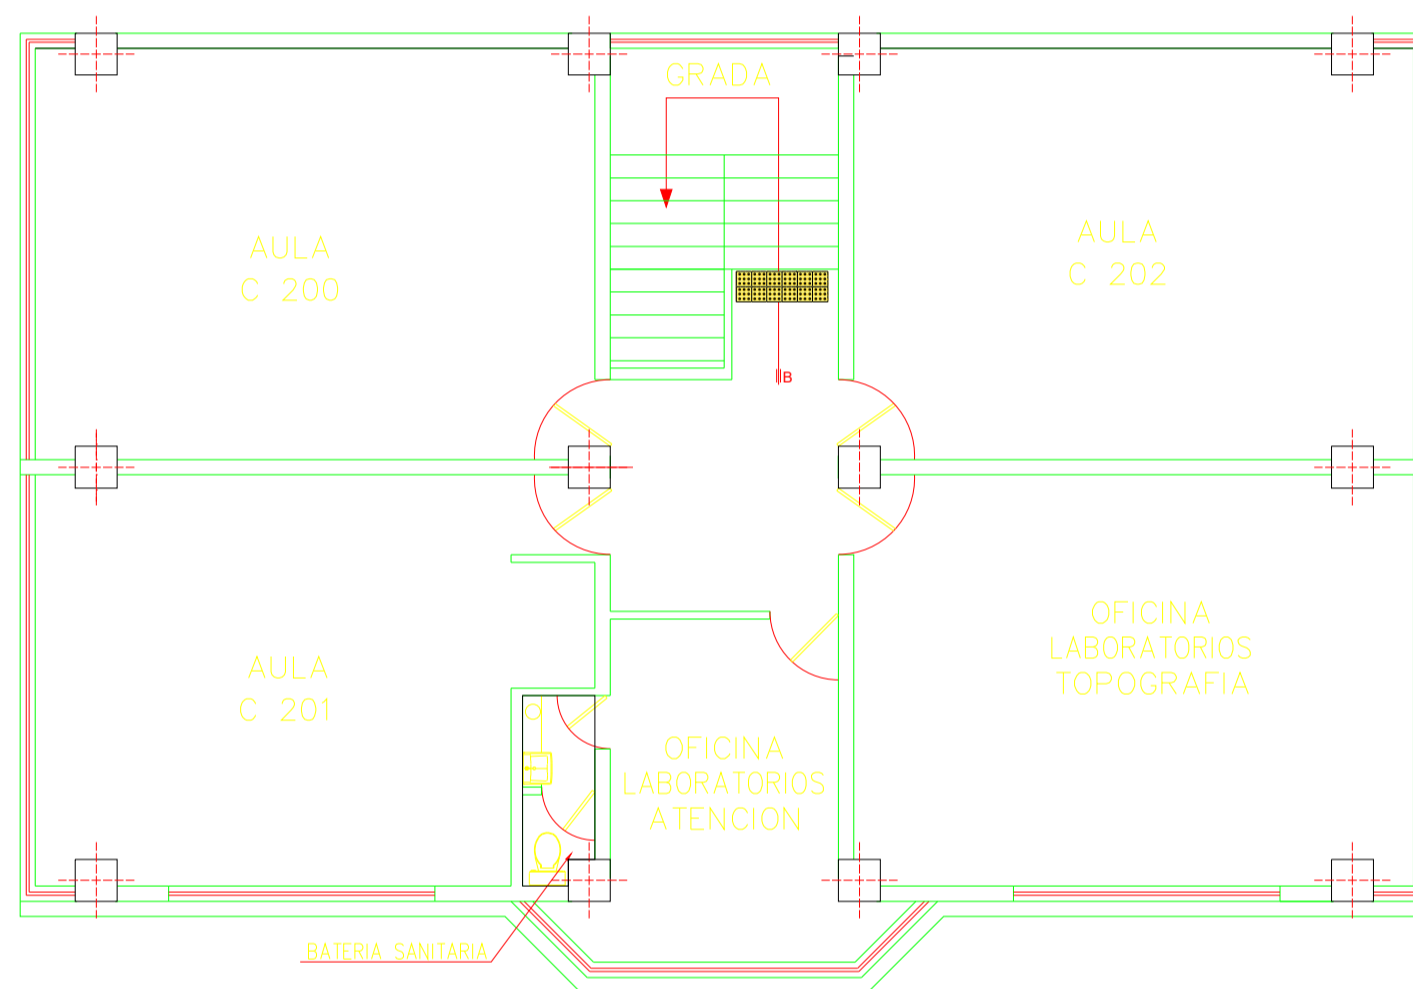 GRADA
AULA
C 200
AULA
C 202
B
AULA
C 201
OFICINA
LABORATORIOS
TOPOGRAFIA
OFICINA
LABORATORIOS
ATENCION
BATERIA SANITARIA